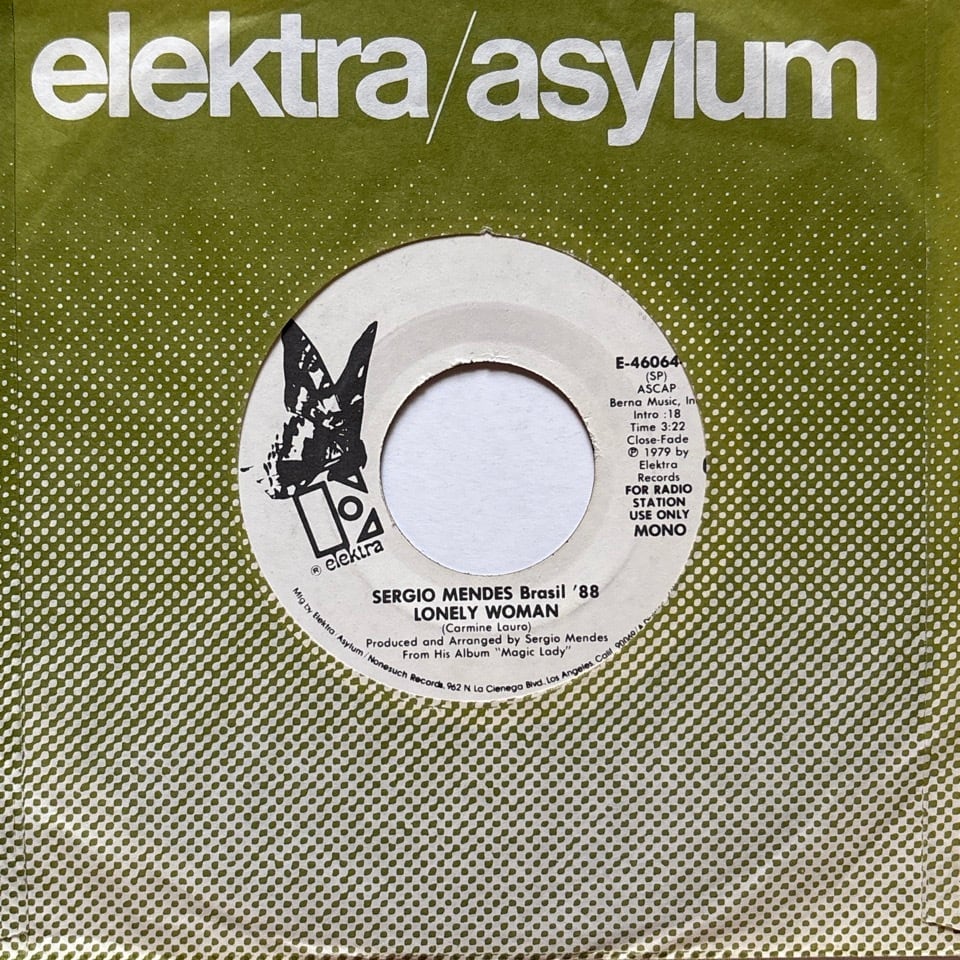 elektra/asylum
E-46064-
(SP)
ASCAP
Berna Music, In
Intro :18
Time 3:22
Close-Fade
℗ 1979 by
Elektra
Records
FOR RADIO
STATION
USE ONLY
MONO
® elektra
SERGIO MENDES Brasil '88
LONELY WOMAN
(Carmine Lauro)
Produced and Arranged by Sergio Mendes
From His Album "Magic Lady"
Mfg by Elektra/Asylum/Nonesuch Records, 962 N. La Cienega Blvd. Los Angeles, Calif. 90069